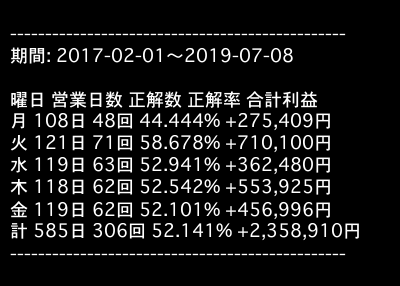 ------------------------------------------------
期間: 2017-02-01〜2019-07-08
曜日 営業日数 正解数 正解率 合計利益
月 108日 48回 44.444% +275,409円
火 121日 71回 58.678% +710,100円
水 119日 63回 52.941% +362,480円
木 118日 62回 52.542% +553,925円
金 119日 62回 52.101% +456,996円
計 585日 306回 52.141% +2,358,910円
------------------------------------------------